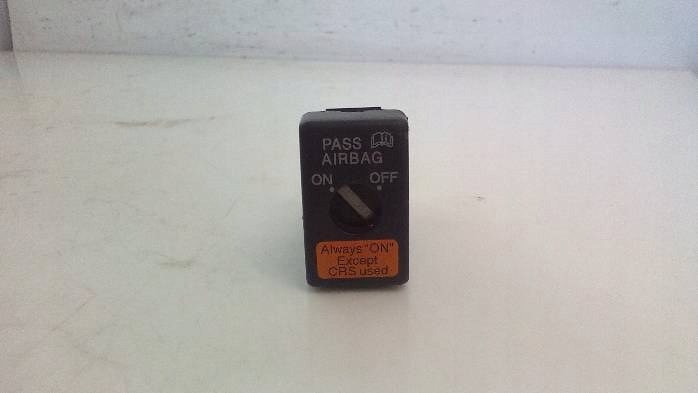 PASS
AIRBAG
ON OFF
Always "ON"
Except
CRS used